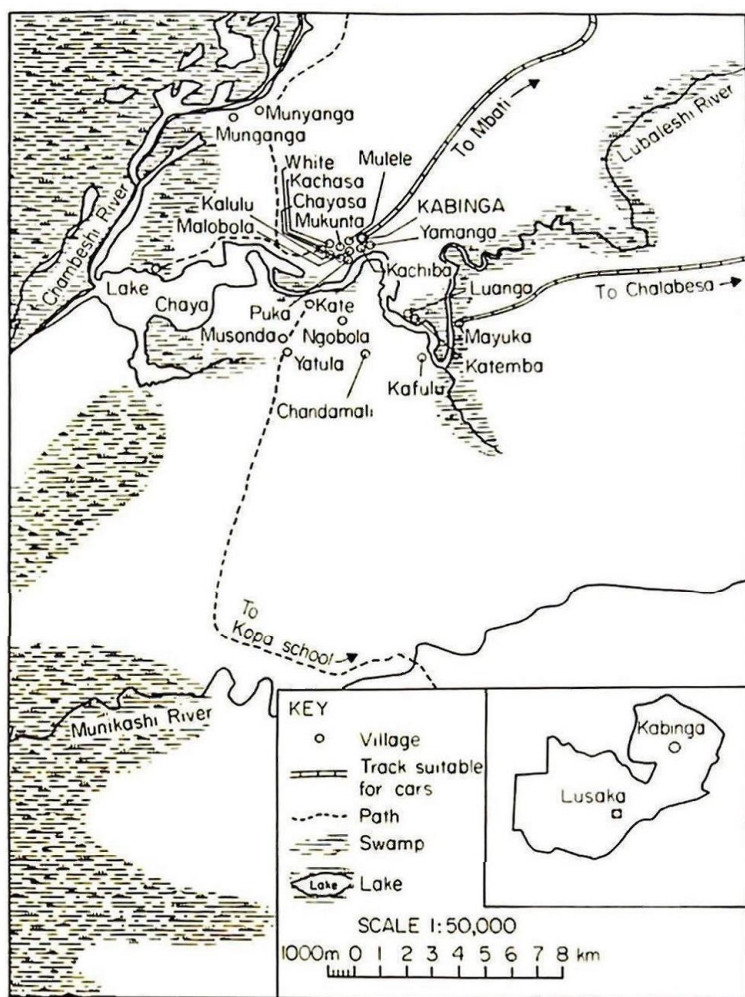 Munyanga
Munganga
To Mbati
Lubaleshi River
Chambeshi River
White
Kachasa
Chayasa
Mukunta
Mulele
KABINGA
Yamanga
Kalulu
Malobola
Lake
Chaya
Kachiba
Luanga
To Chalabesa
Puka
Kate
Musonda
Ngobola
Mayuka
Yatula
Katemba
Chandamali
Kafulu
To
Kopa school
Munikashi River
KEY
Village
Track suitable
for cars
Path
Swamp
Lake
Lake
SCALE 1:50,000
1000m 0 1 2 3 4 5 6 7 8 km
Kabinga
Lusaka